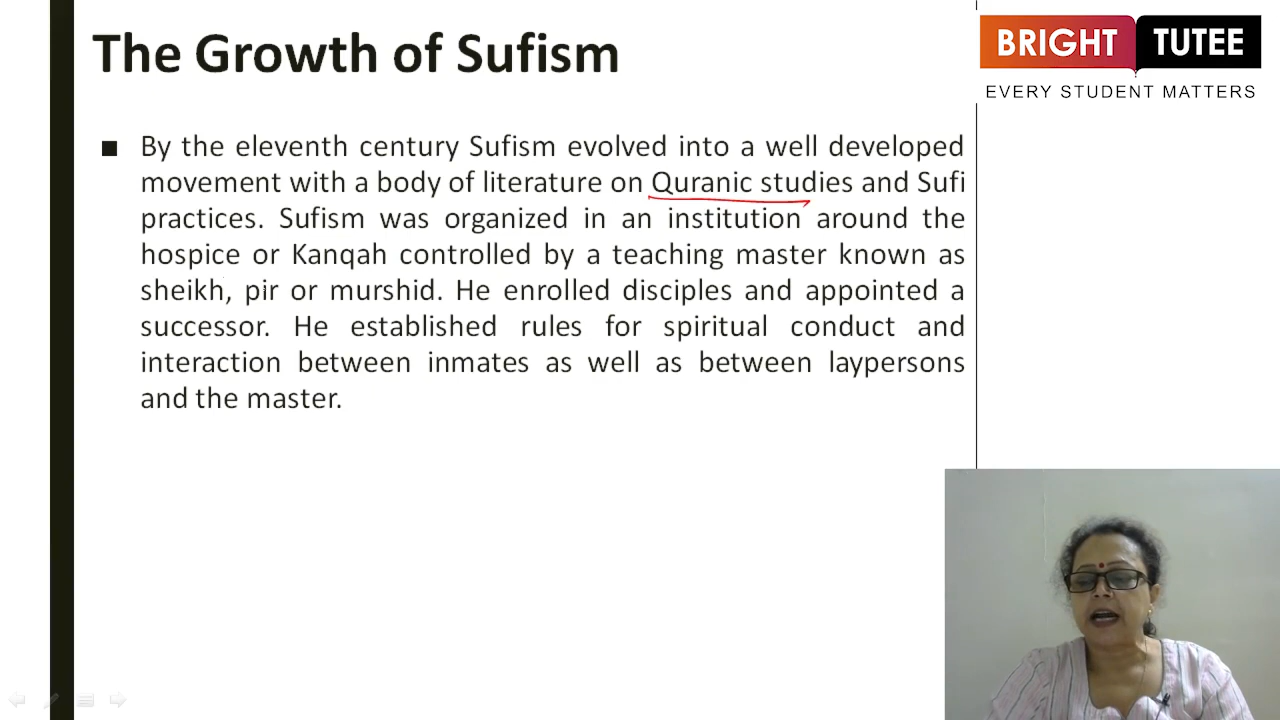 The Growth of Sufism
BRIGHT TUTEE
EVERY STUDENT MATTERS
■ By the eleventh century Sufism evolved into a well developed
movement with a body of literature on Quranic studies and Sufi
practices. Sufism was organized in an institution around the
hospice or Kanqah controlled by a teaching master known as
sheikh, pir or murshid. He enrolled disciples and appointed a
successor. He established rules for spiritual conduct and
interaction between inmates as well as between laypersons
and the master.